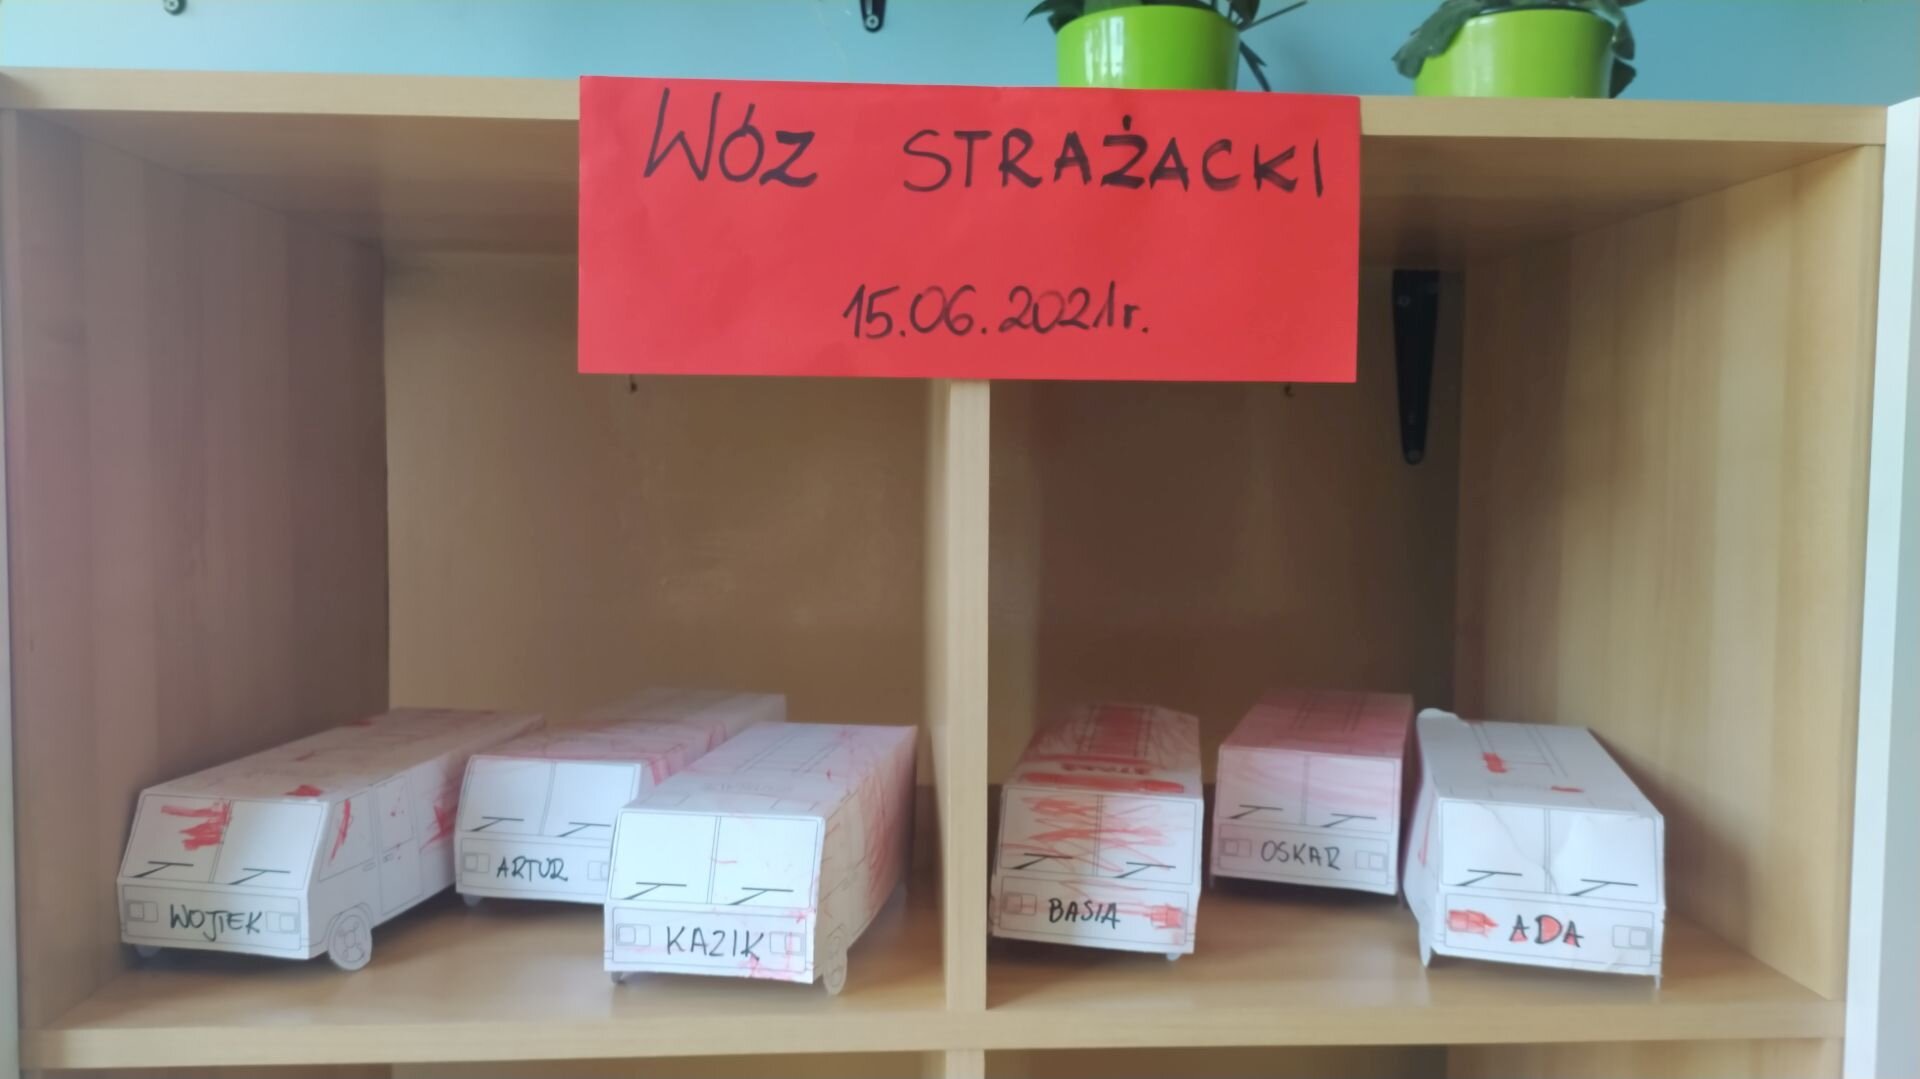 WÓZ STRAŻACKI
15.06.2021r.
WOJTEK
ARTUR
KAZIK
BASIA
OSKAR
ADA